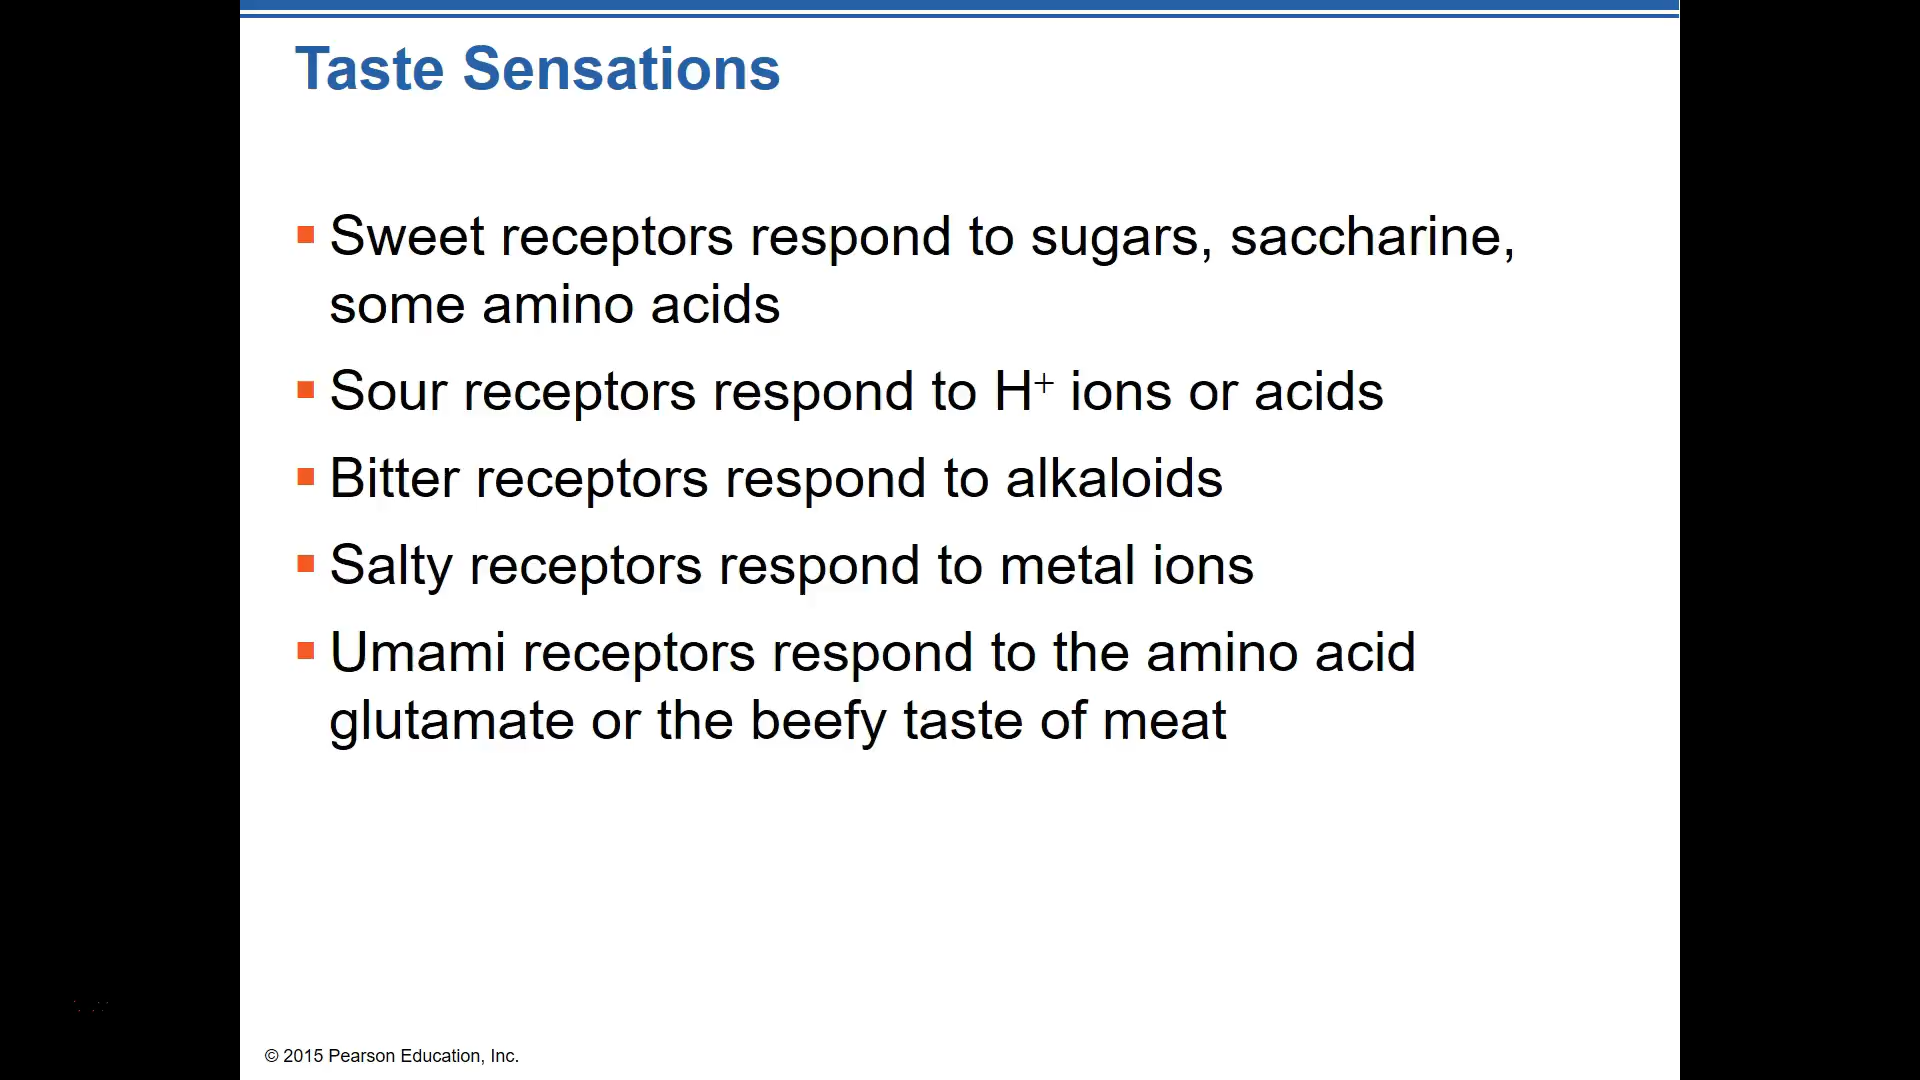 Taste Sensations
▪ Sweet receptors respond to sugars, saccharine,
some amino acids
▪ Sour receptors respond to H⁺ ions or acids
▪ Bitter receptors respond to alkaloids
▪ Salty receptors respond to metal ions
▪ Umami receptors respond to the amino acid
glutamate or the beefy taste of meat
© 2015 Pearson Education, Inc.